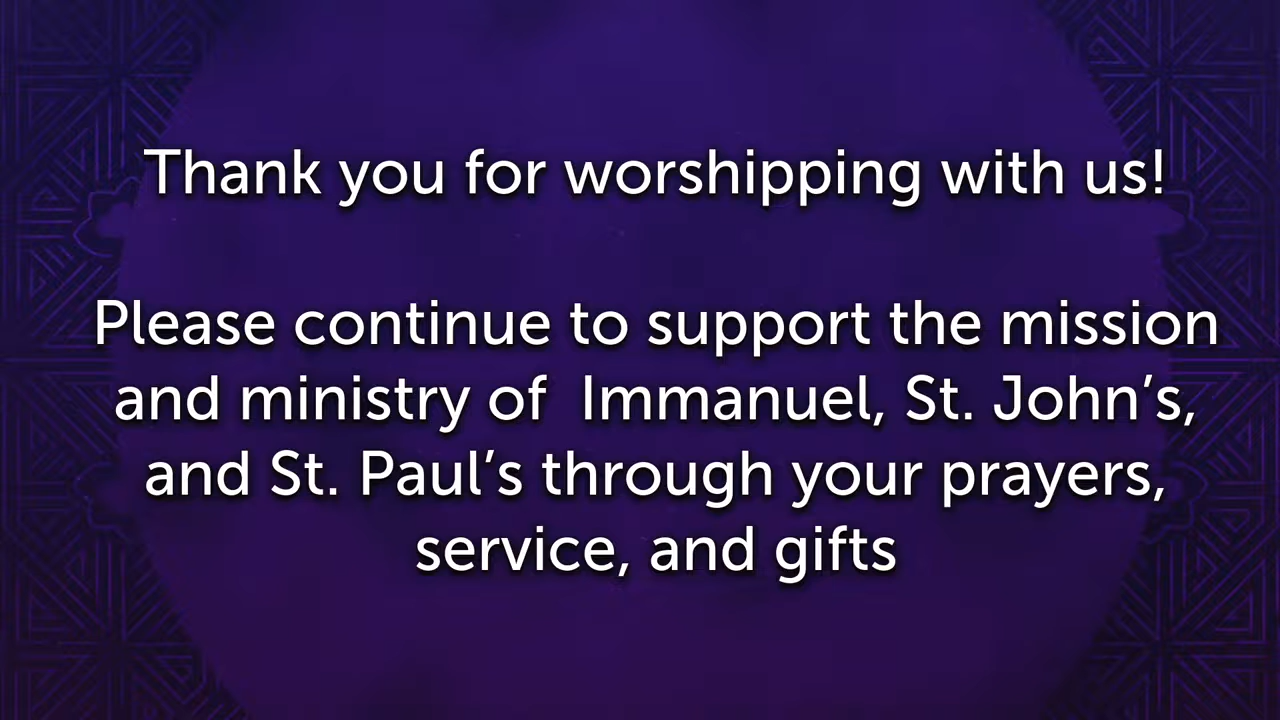 Thank you for worshipping with us!
Please continue to support the mission
and ministry of  Immanuel, St. John’s,
and St. Paul’s through your prayers,
service, and gifts